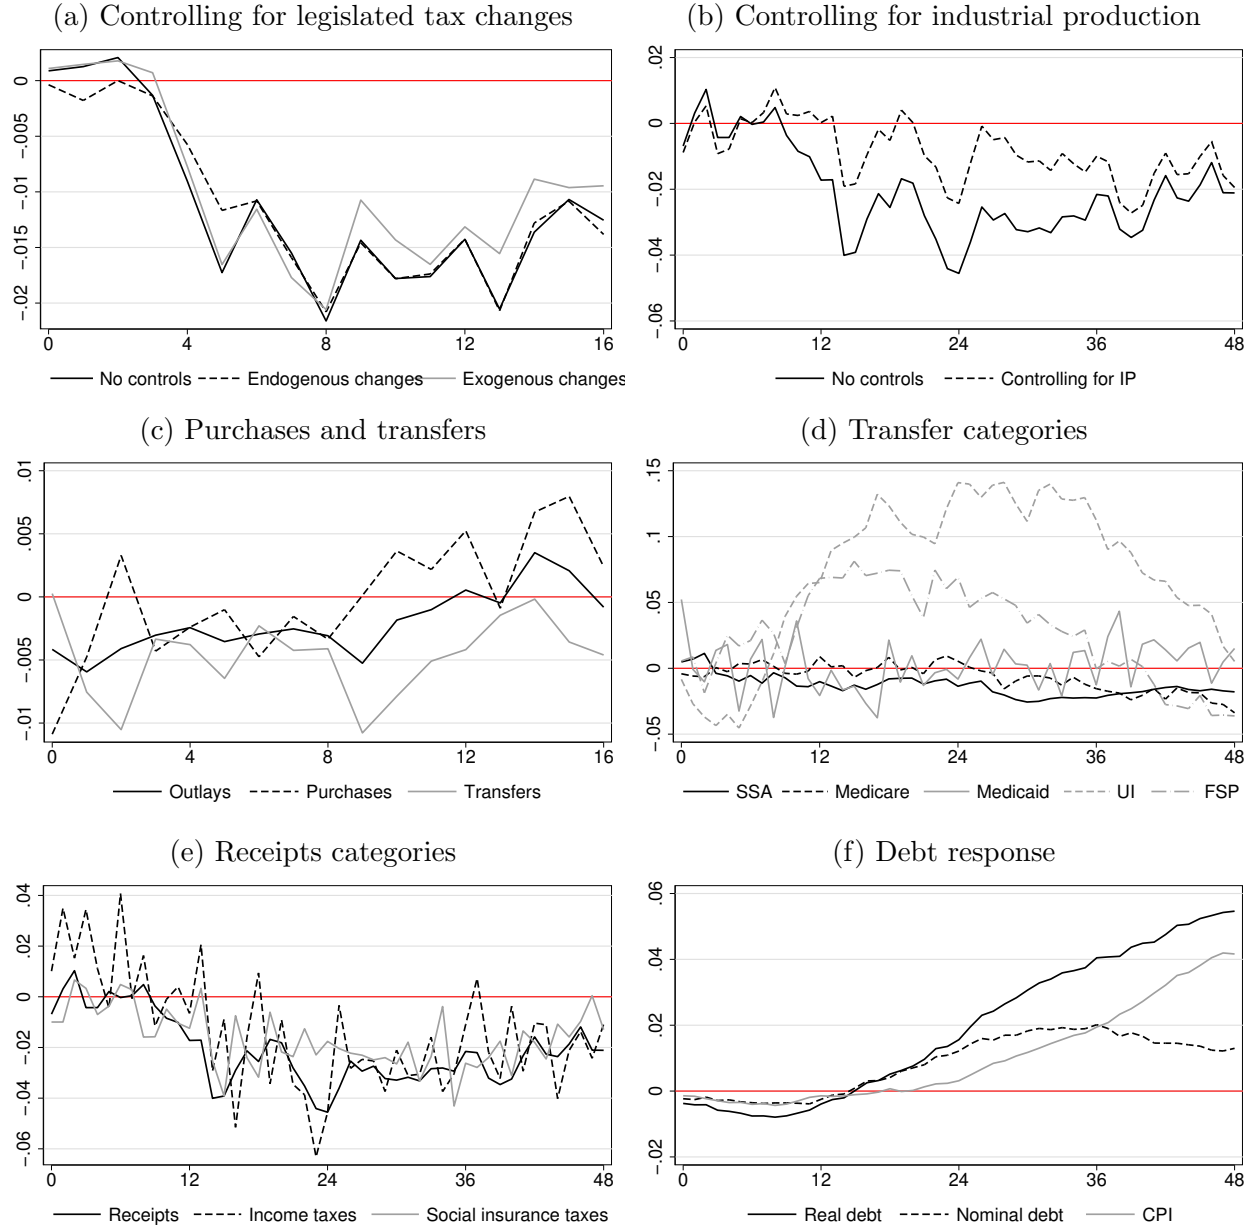 (a) Controlling for legislated tax changes
0
−.005
−.01
−.015
−.02
0 4 8 12 16
No controls Endogenous changes Exogenous changes
(b) Controlling for industrial production
.02
0
−.02
−.04
−.06
0 12 24 36 48
No controls Controlling for IP
(c) Purchases and transfers
.01
.005
0
−.005
−.01
0 4 8 12 16
Outlays Purchases Transfers
(d) Transfer categories
.15
.1
.05
0
−.05
0 12 24 36 48
SSA Medicare Medicaid UI FSP
(e) Receipts categories
.04
.02
0
−.02
−.04
−.06
0 12 24 36 48
Receipts Income taxes Social insurance taxes
(f) Debt response
.06
.04
.02
0
−.02
0 12 24 36 48
Real debt Nominal debt CPI